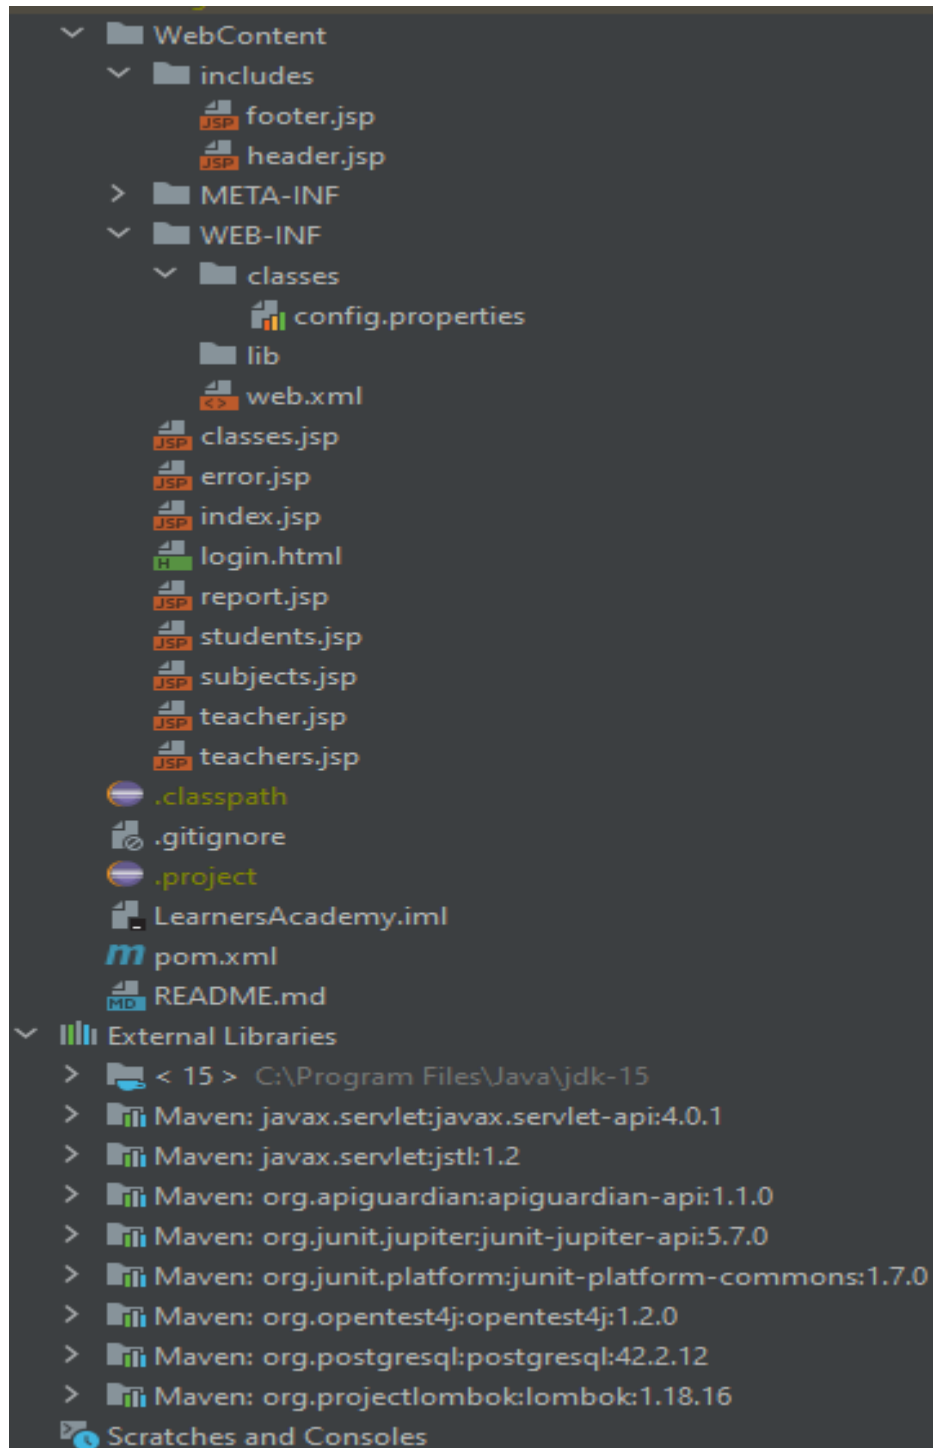 WebContent
includes
footer.jsp
header.jsp
META-INF
WEB-INF
classes
config.properties
lib
web.xml
classes.jsp
error.jsp
index.jsp
login.html
report.jsp
students.jsp
subjects.jsp
teacher.jsp
teachers.jsp
.classpath
.gitignore
.project
LearnersAcademy.iml
pom.xml
README.md
External Libraries
< 15 > C:\Program Files\Java\jdk-15
Maven: javax.servlet:javax.servlet-api:4.0.1
Maven: javax.servlet:jstl:1.2
Maven: org.apiguardian:apiguardian-api:1.1.0
Maven: org.junit.jupiter:junit-jupiter-api:5.7.0
Maven: org.junit.platform:junit-platform-commons:1.7.0
Maven: org.opentest4j:opentest4j:1.2.0
Maven: org.postgresql:postgresql:42.2.12
Maven: org.projectlombok:lombok:1.18.16
Scratches and Consoles